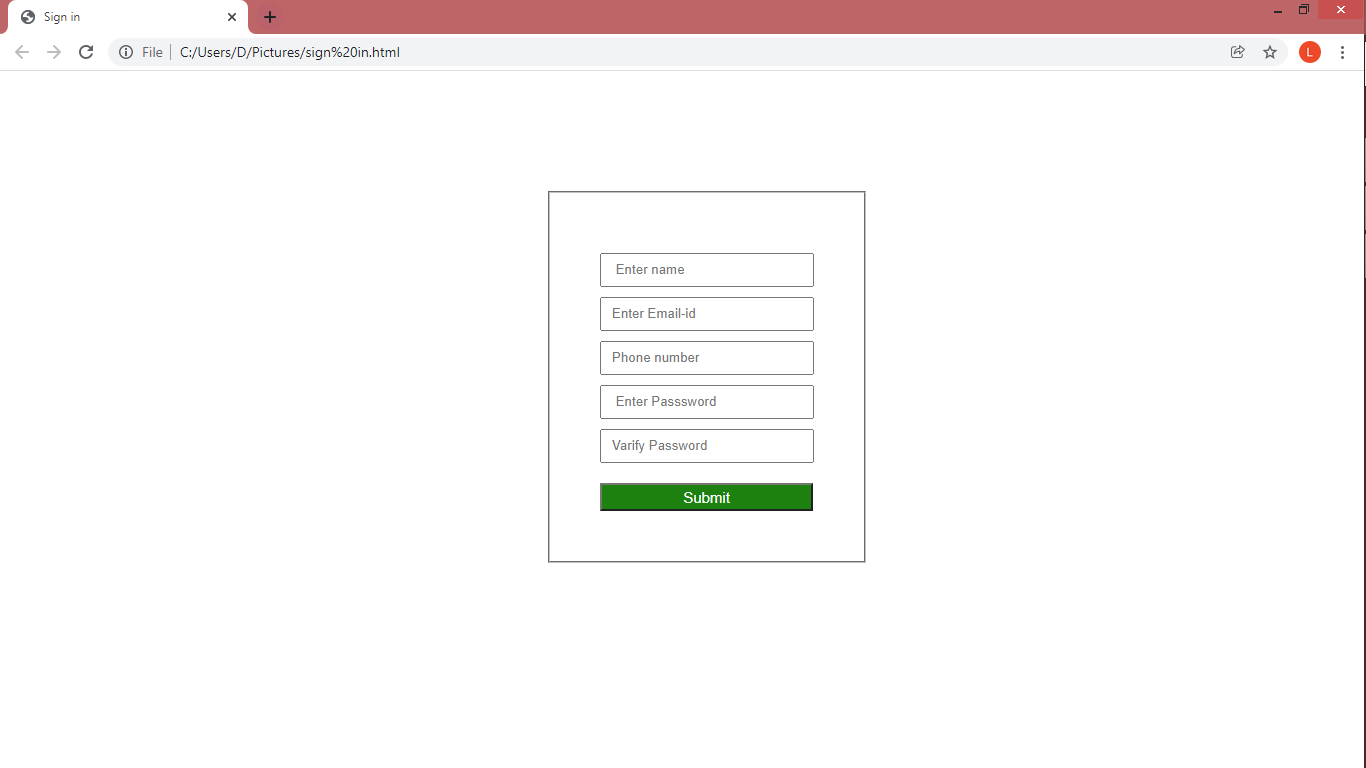 Sign in
File C:/Users/D/Pictures/sign%20in.html
L
Enter name
Enter Email-id
Phone number
Enter Passsword
Varify Password
Submit